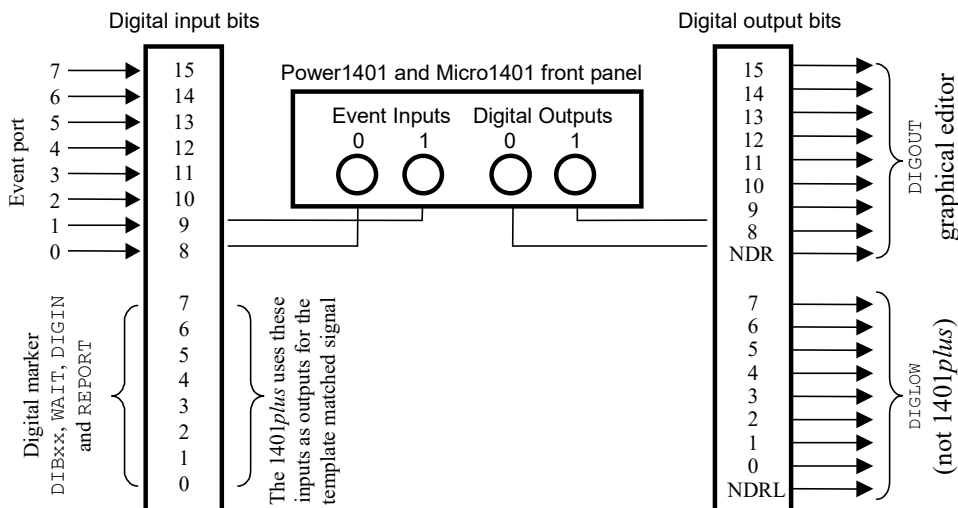 Digital input bits
Event port
7
6
5
4
3
2
1
0
15
14
13
12
11
10
9
8
Digital marker
DIBxx, WAIT, DIGIN
and REPORT
7
6
5
4
3
2
1
0
The 1401plus uses these
inputs as outputs for the
template matched signal
Power1401 and Micro1401 front panel
Event Inputs Digital Outputs
0 1 0 1
Digital output bits
15
14
13
12
11
10
9
8
NDR
DIGOUT
graphical editor
7
6
5
4
3
2
1
0
NDRL
DIGLOW
(not 1401plus)